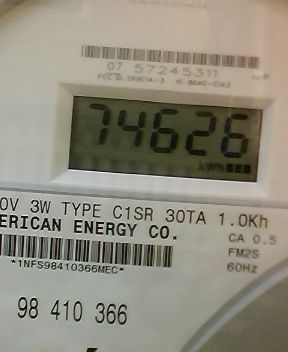 07 57245311
74626
kWh
0V 3W TYPE C1SR 30TA 1.0Kh
ERICAN ENERGY CO.
CA 0.5
FM2S
60Hz
*1NFS98410366MEC*
98 410 366